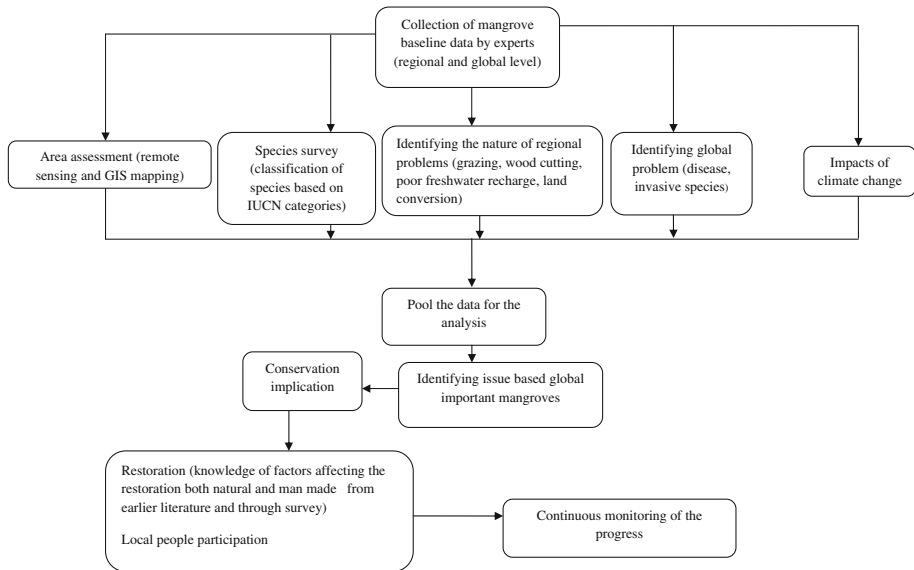 Collection of mangrove
baseline data by experts
(regional and global level)
Area assessment (remote
sensing and GIS mapping)
Species survey
(classification of
species based on
IUCN categories)
Identifying the nature of regional
problems (grazing, wood cutting,
poor freshwater recharge, land
conversion)
Identifying global
problem (disease,
invasive species)
Impacts of
climate change
Pool the data for the
analysis
Identifying issue based global
important mangroves
Conservation
implication
Restoration (knowledge of factors affecting the
restoration both natural and man made from
earlier literature and through survey)
Local people participation
Continuous monitoring of the
progress